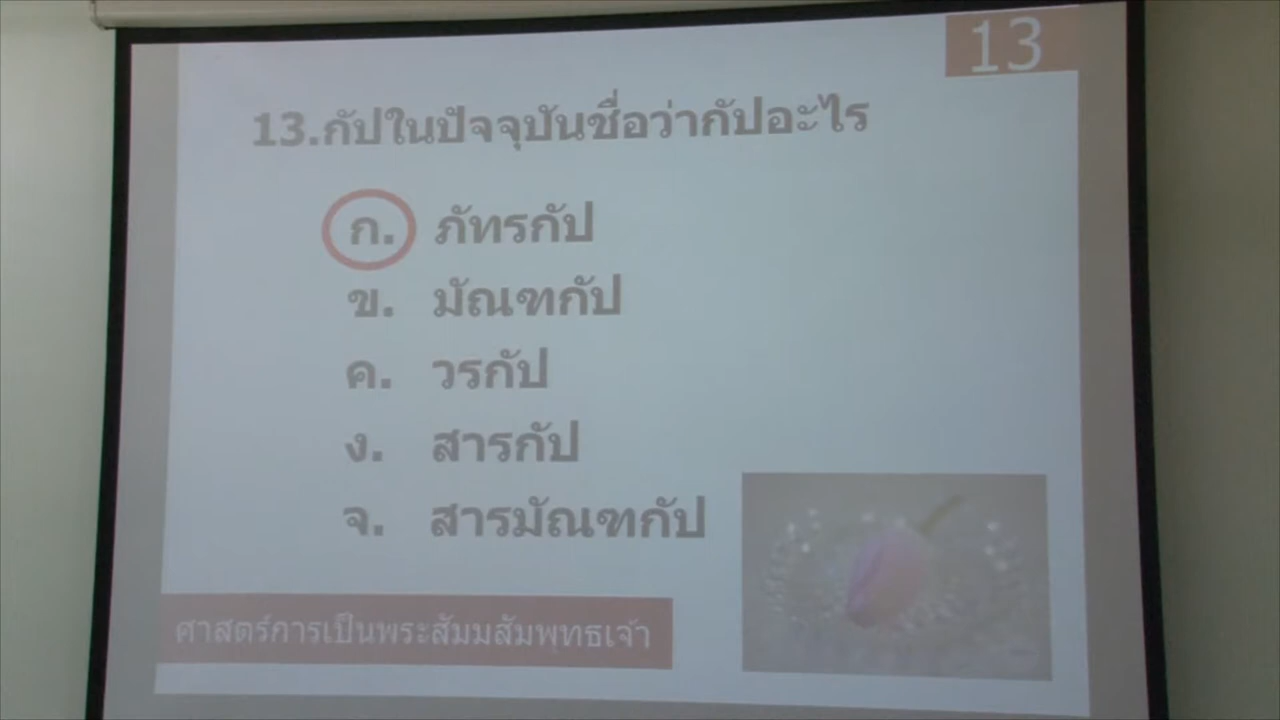 13
13.กัปในปัจจุบันชื่อว่ากัปอะไร
ก. ภัทรกัป
ข. มัณฑกัป
ค. วรกัป
ง. สารกัป
จ. สารมัณฑกัป
ศาสตร์การเป็นพระสัมมสัมพุทธเจ้า